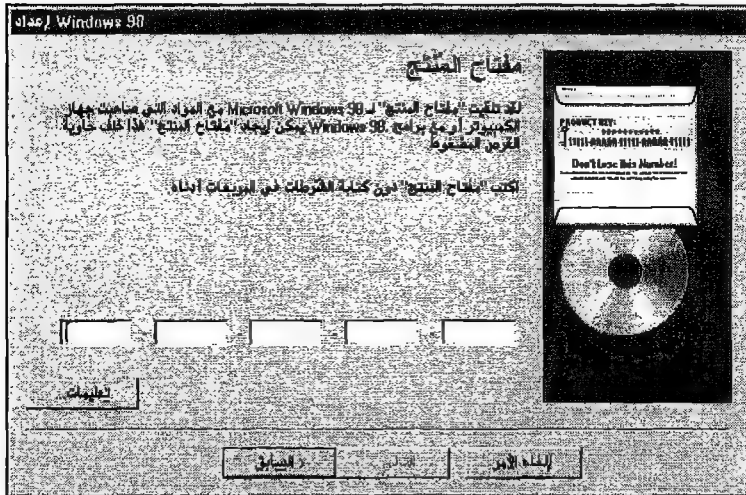 إعداد Windows 98
مفتاح المنتج
لقد تلقيت "مفتاح المنتج" لـ Microsoft Windows 98 مع المواد التي صاحبت جهاز
الكمبيوتر أو مع برامج Windows 98. يمكن إيجاد "مفتاح المنتج" هذا خلف حاوية
القرص المضغوط
اكتب "مفتاح المنتج" دون كتابة الشرطات في المربعات أدناه
PRODUCT KEY:
Don't Lose This Number!
تعليمات
< السابق
التالي
إلغاء الأمر